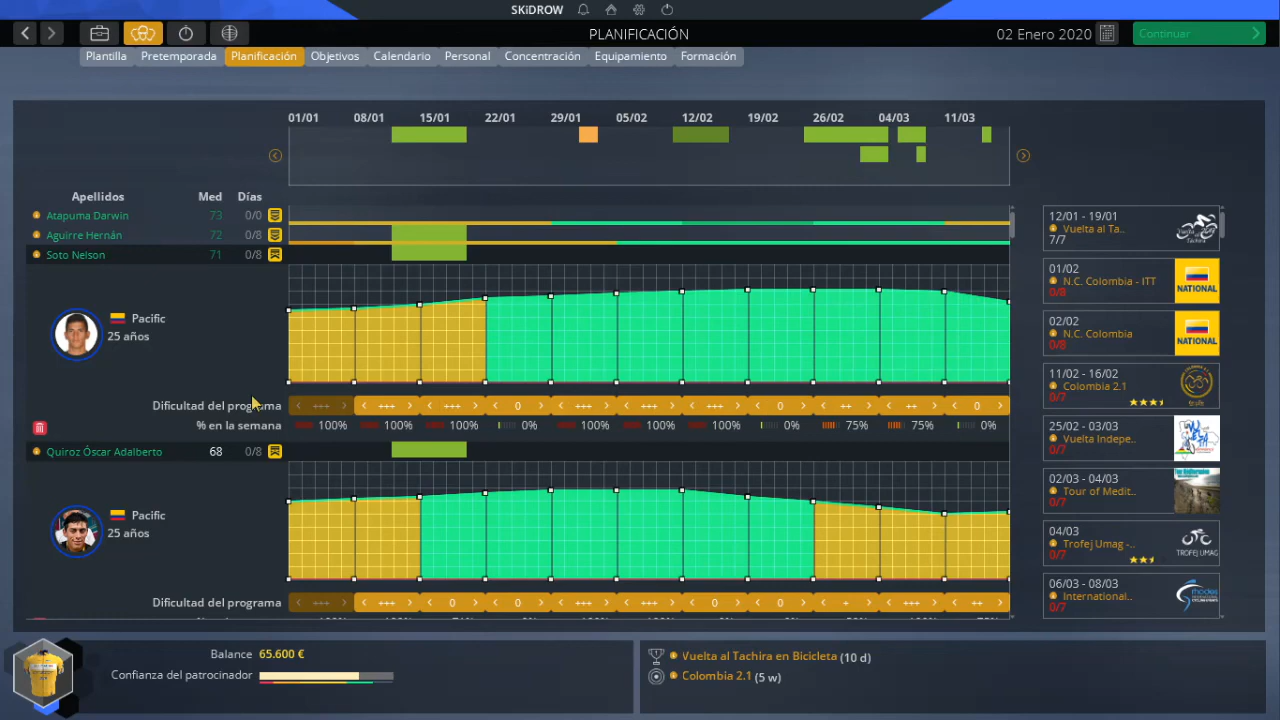 SKiDROW
PLANIFICACIÓN
02 Enero 2020
Continuar
Plantilla
Pretemporada
Planificación
Objetivos
Calendario
Personal
Concentración
Equipamiento
Formación
01/01 08/01 15/01 22/01 29/01 05/02 12/02 19/02 26/02 04/03 11/03
Apellidos Med Días
Atapuma Darwin 73 0/0
Aguirre Hernán 72 0/8
Soto Nelson 71 0/8
Pacific
25 años
Dificultad del programa +++ +++ +++ 0 +++ +++ +++ 0 ++ ++ 0
% en la semana 100% 100% 100% 0% 100% 100% 100% 0% 75% 75% 0%
Quiroz Óscar Adalberto 68 0/8
Pacific
25 años
Dificultad del programa +++ +++ 0 +++ +++ +++ 0 0 + +++ ++
12/01 - 19/01
Vuelta al Ta..
7/7
01/02
N.C. Colombia - ITT
0/8
NATIONAL
02/02
N.C. Colombia
0/8
NATIONAL
11/02 - 16/02
Colombia 2.1
0/7
25/02 - 03/03
Vuelta Indepe..
0/7
02/03 - 04/03
Tour of Medit..
0/7
04/03
Trofej Umag -..
0/7
TROFEJ UMAG
06/03 - 08/03
International..
0/7
Balance 65.600 €
Confianza del patrocinador
Vuelta al Tachira en Bicicleta (10 d)
Colombia 2.1 (5 w)